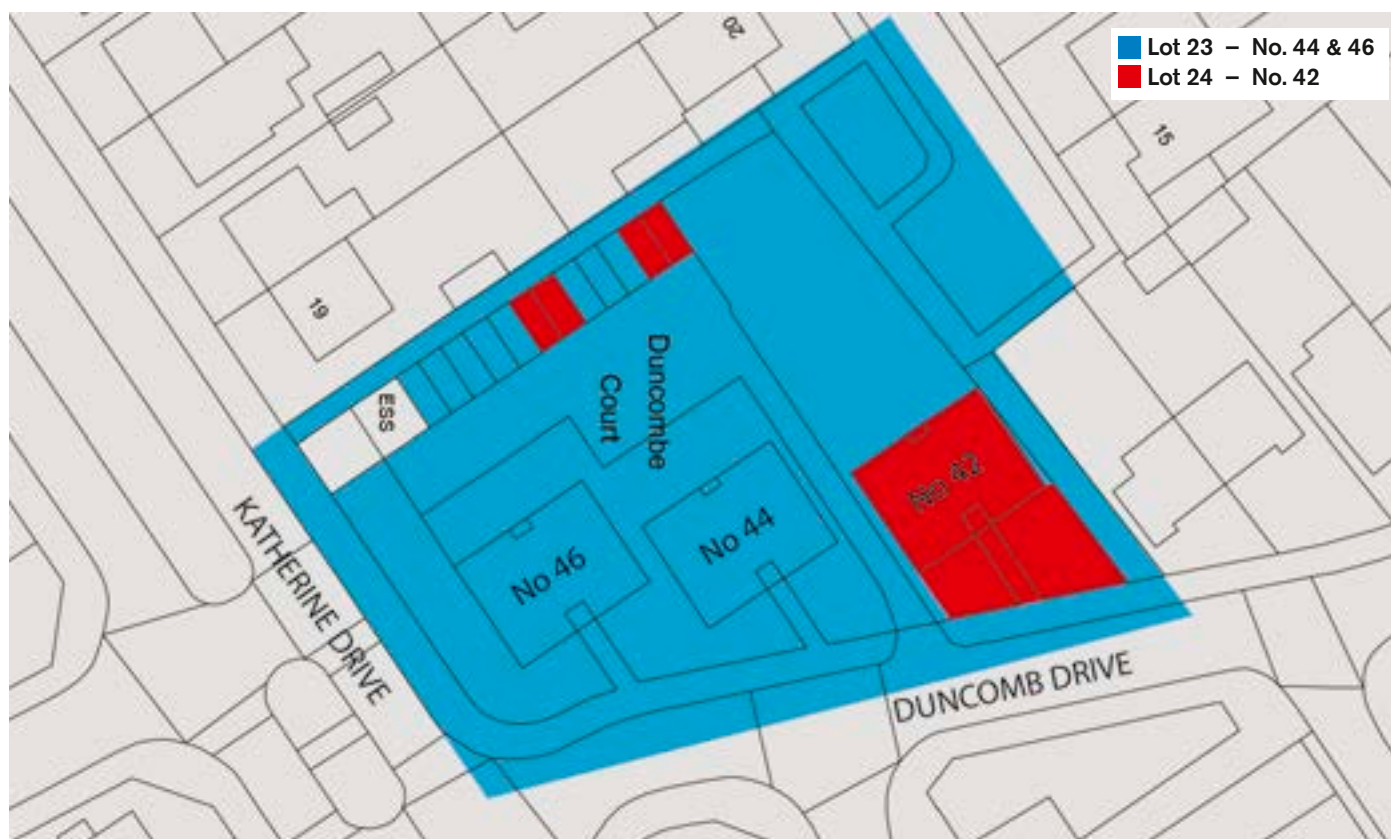 Lot 23 – No. 44 & 46
Lot 24 – No. 42
20
15
19
ESS
Duncombe
Court
No 42
No 44
No 46
KATHERINE DRIVE
DUNCOMB DRIVE